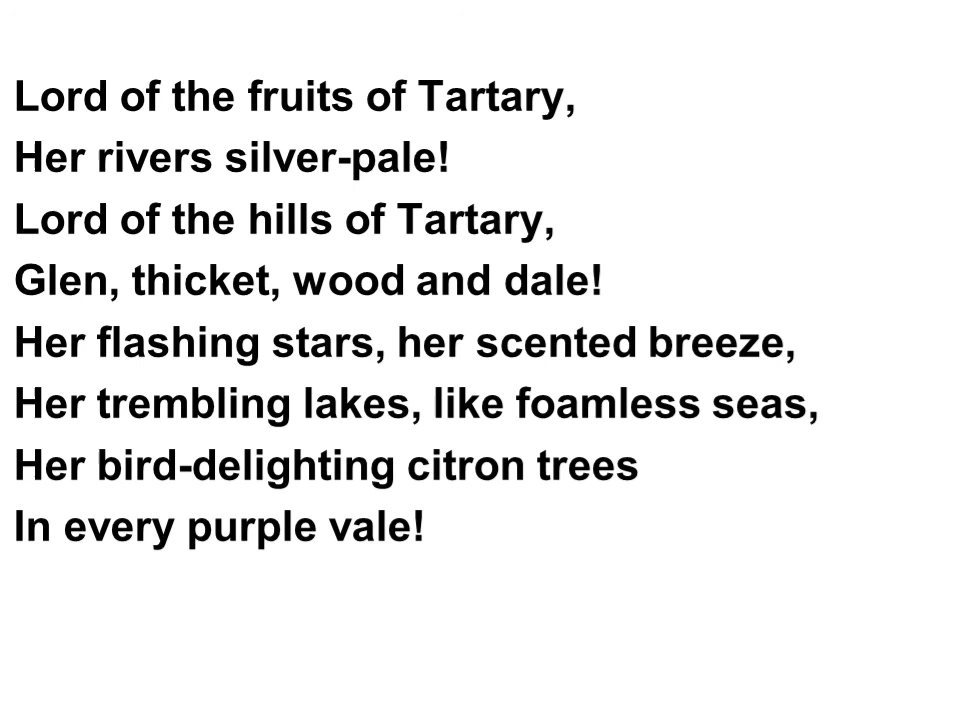 Lord of the fruits of Tartary,
Her rivers silver-pale!
Lord of the hills of Tartary,
Glen, thicket, wood and dale!
Her flashing stars, her scented breeze,
Her trembling lakes, like foamless seas,
Her bird-delighting citron trees
In every purple vale!